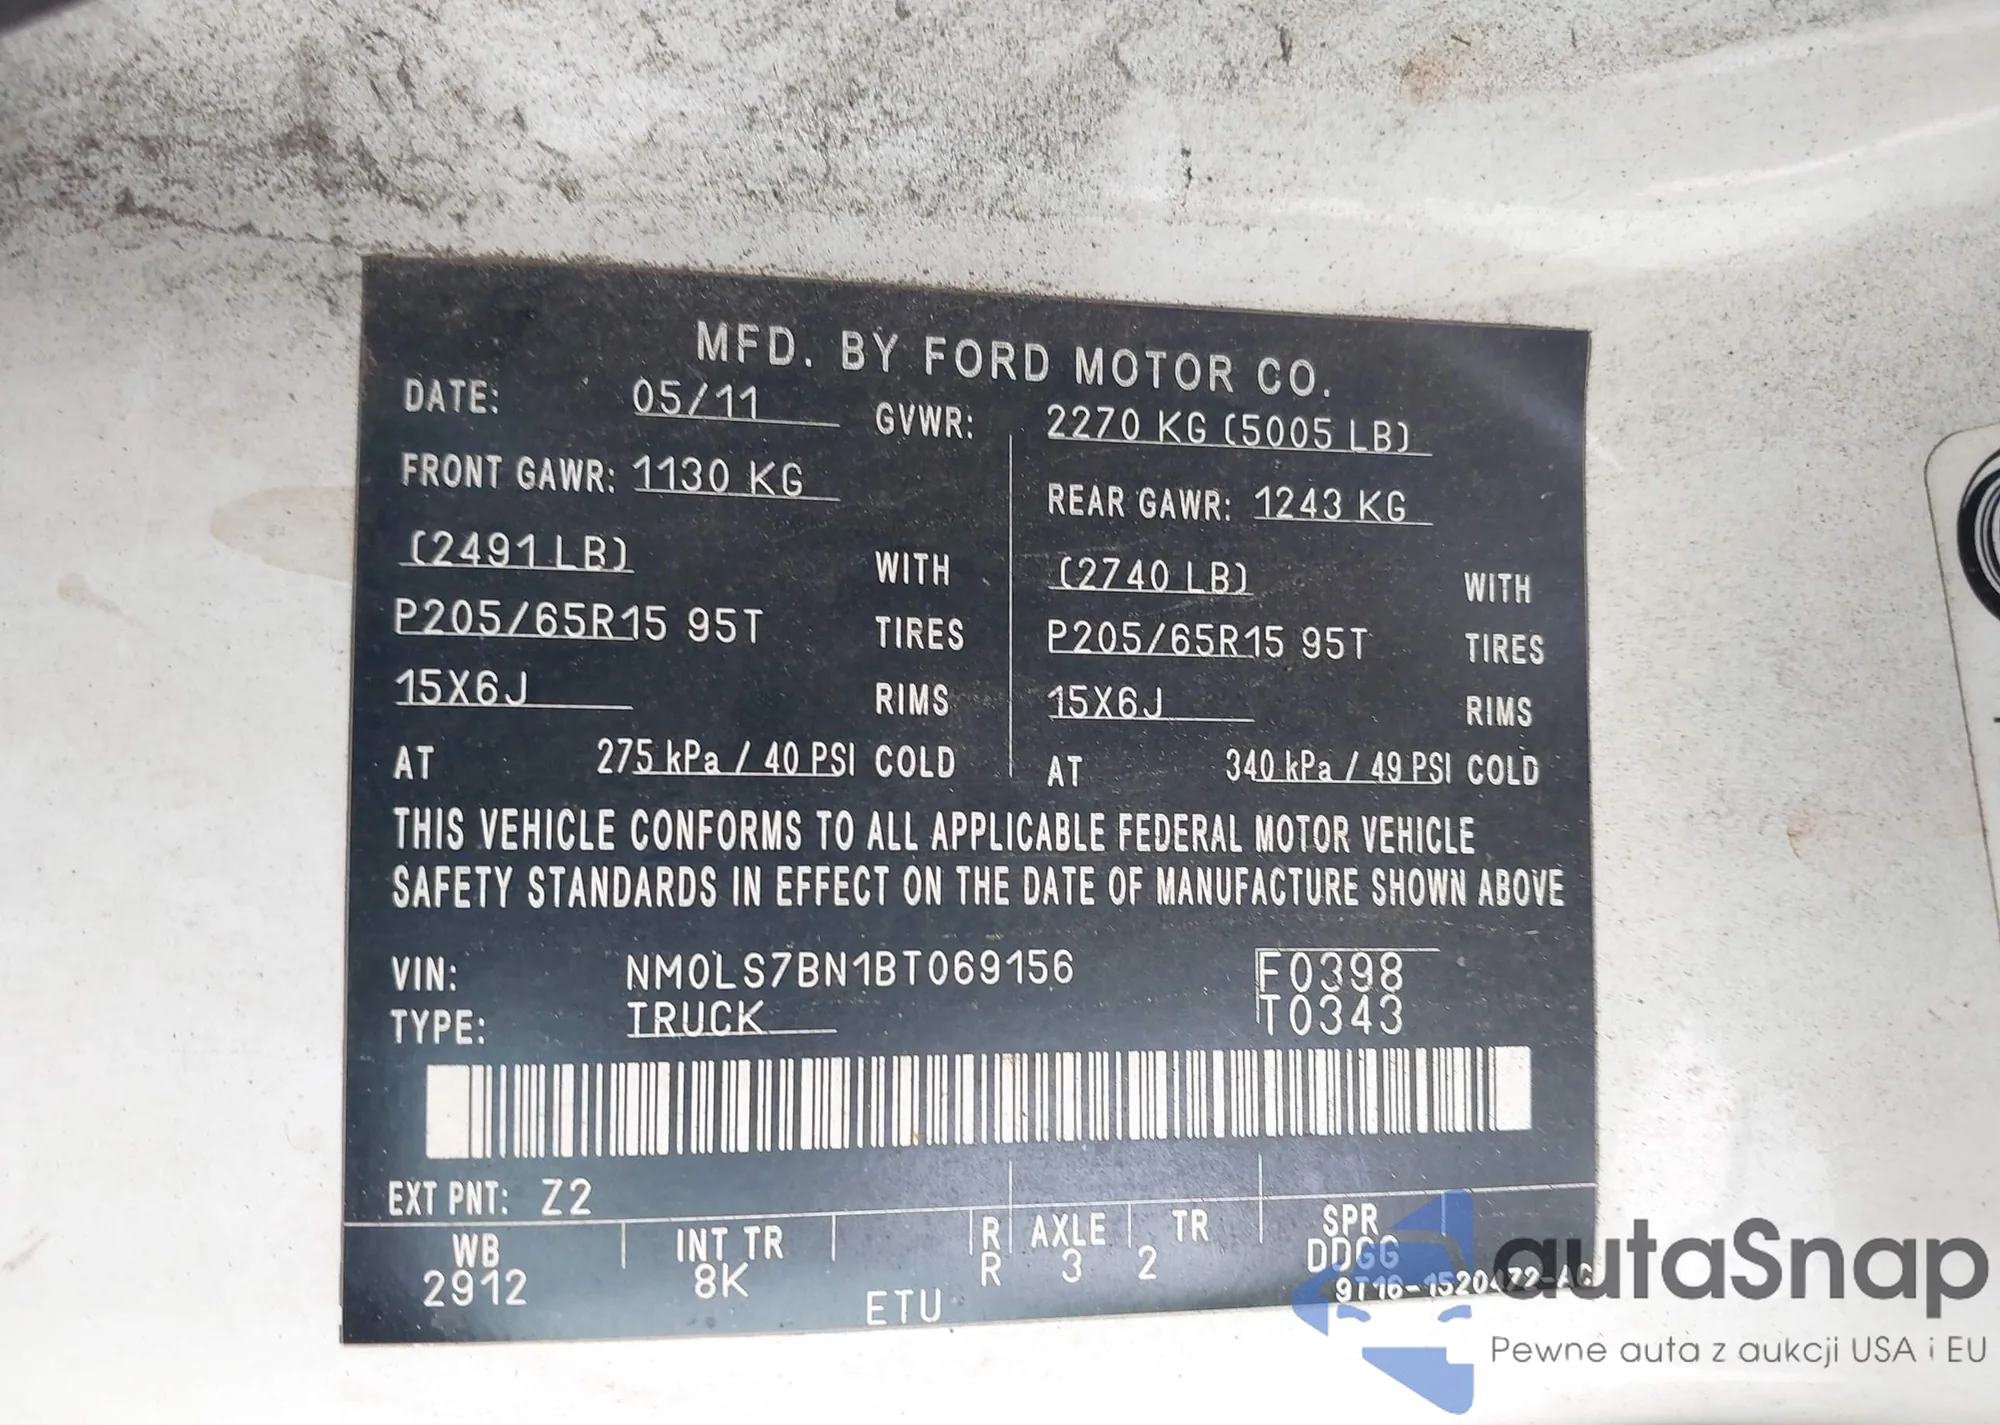 MFD. BY FORD MOTOR CO.
DATE: 05/11 GVWR: 2270 KG (5005 LB)
FRONT GAWR: 1130 KG REAR GAWR: 1243 KG
(2491 LB) WITH (2740 LB) WITH
P205/65R15 95T TIRES P205/65R15 95T TIRES
15X6J RIMS 15X6J RIMS
AT 275 kPa / 40 PSI COLD AT 340 kPa / 49 PSI COLD
THIS VEHICLE CONFORMS TO ALL APPLICABLE FEDERAL MOTOR VEHICLE
SAFETY STANDARDS IN EFFECT ON THE DATE OF MANUFACTURE SHOWN ABOVE
VIN: NM0LS7BN1BT069156 F0398
TYPE: TRUCK T0343
EXT PNT: Z2
WB INT TR R AXLE TR SPR
2912 8K R 3 2 DDGG
ETU
autaSnap
Pewne auta z aukcji USA i EU